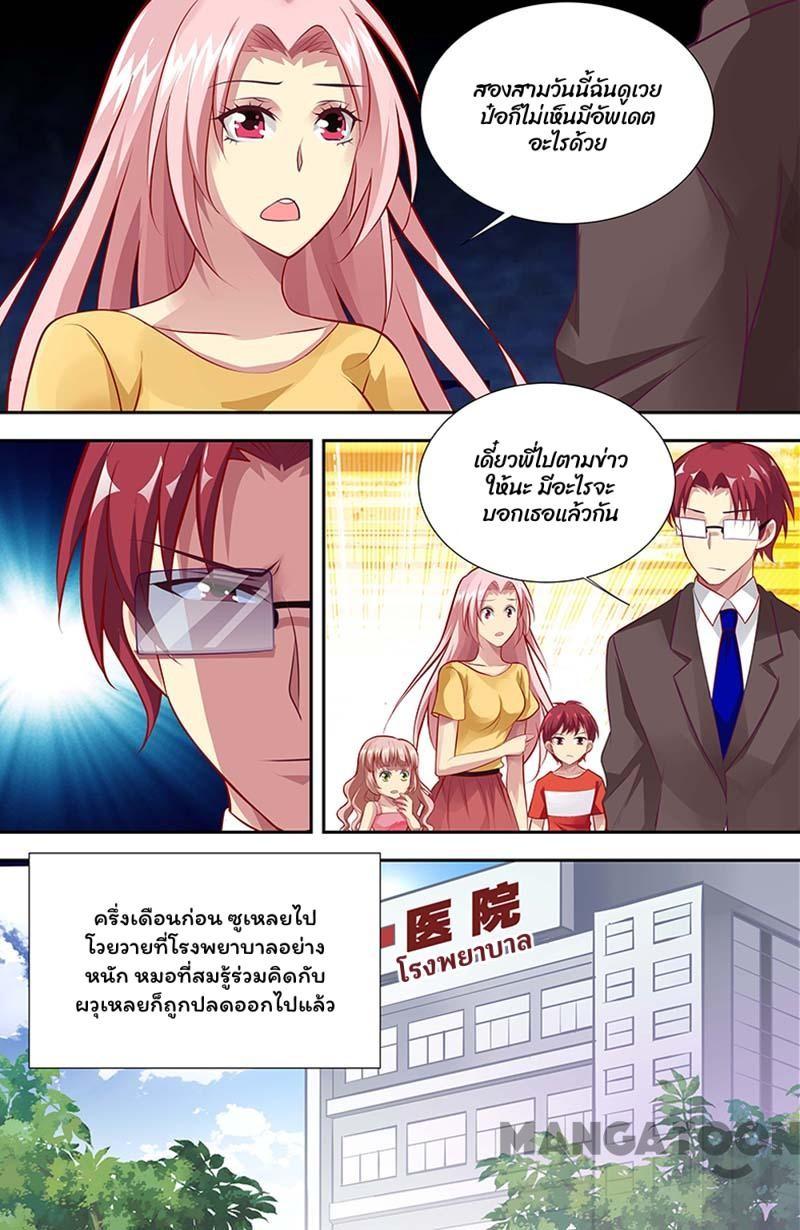 สองสามวันนี้ฉันดูเวย
ป๋อก็ไม่เห็นมีอัพเดต
อะไรด้วย
เดี๋ยวพี่ไปตามข่าว
ให้นะ มีอะไรจะ
บอกเธอแล้วกัน
ครึ่งเดือนก่อน ซูเหลยไป
โวยวายที่โรงพยาบาลอย่าง
หนัก หมอที่สมรู้ร่วมคิดกับ
ผวุเหลยก็ถูกปลดออกไปแล้ว
一医院
โรงพยาบาล
MANGATOON